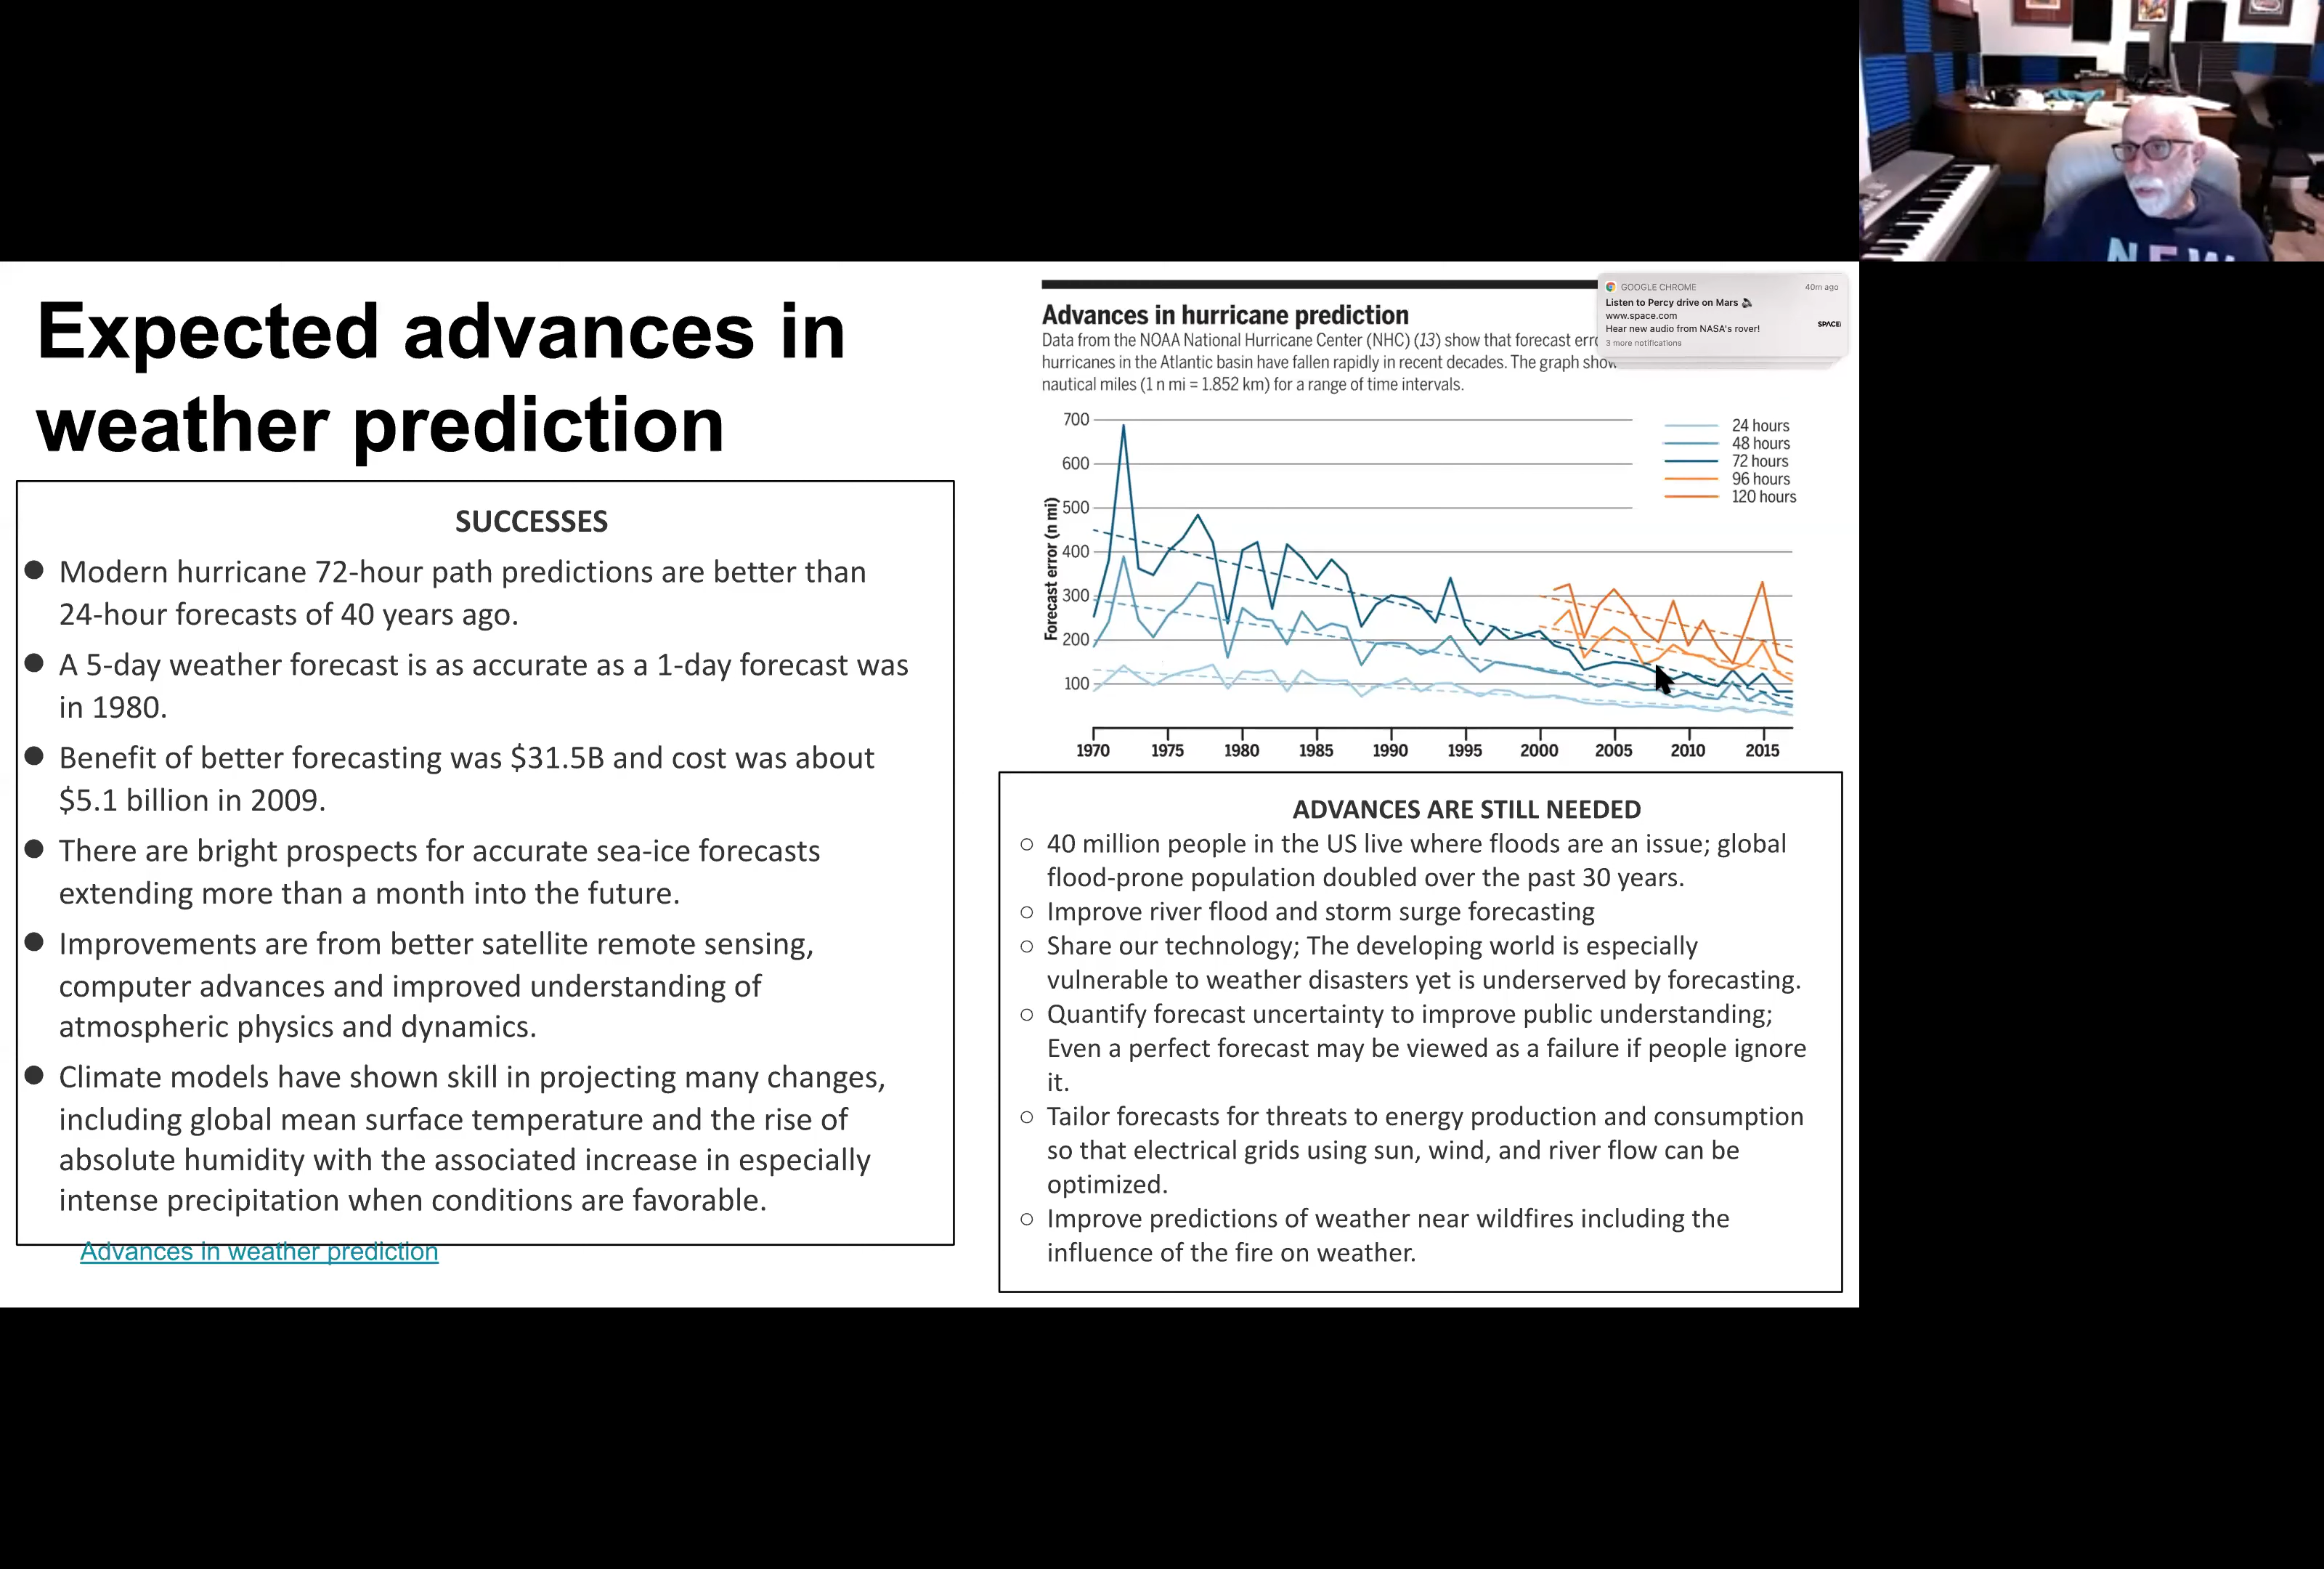 NEW
Expected advances in
weather prediction
SUCCESSES
● Modern hurricane 72-hour path predictions are better than
24-hour forecasts of 40 years ago.
● A 5-day weather forecast is as accurate as a 1-day forecast was
in 1980.
● Benefit of better forecasting was $31.5B and cost was about
$5.1 billion in 2009.
● There are bright prospects for accurate sea-ice forecasts
extending more than a month into the future.
● Improvements are from better satellite remote sensing,
computer advances and improved understanding of
atmospheric physics and dynamics.
● Climate models have shown skill in projecting many changes,
including global mean surface temperature and the rise of
absolute humidity with the associated increase in especially
intense precipitation when conditions are favorable.
Advances in weather prediction
GOOGLE CHROME 40m ago
Listen to Percy drive on Mars
www.space.com
Hear new audio from NASA's rover!
SPACE
3 more notifications
Advances in hurricane prediction
Data from the NOAA National Hurricane Center (NHC) (13) show that forecast
hurricanes in the Atlantic basin have fallen rapidly in recent decades. The graph
nautical miles (1 n mi = 1.852 km) for a range of time intervals.
Forecast error (n mi)
700
600
500
400
300
200
100
24 hours
48 hours
72 hours
96 hours
120 hours
1970 1975 1980 1985 1990 1995 2000 2005 2010 2015
ADVANCES ARE STILL NEEDED
○ 40 million people in the US live where floods are an issue; global
flood-prone population doubled over the past 30 years.
○ Improve river flood and storm surge forecasting
○ Share our technology; The developing world is especially
vulnerable to weather disasters yet is underserved by forecasting.
○ Quantify forecast uncertainty to improve public understanding;
Even a perfect forecast may be viewed as a failure if people ignore
it.
○ Tailor forecasts for threats to energy production and consumption
so that electrical grids using sun, wind, and river flow can be
optimized.
○ Improve predictions of weather near wildfires including the
influence of the fire on weather.